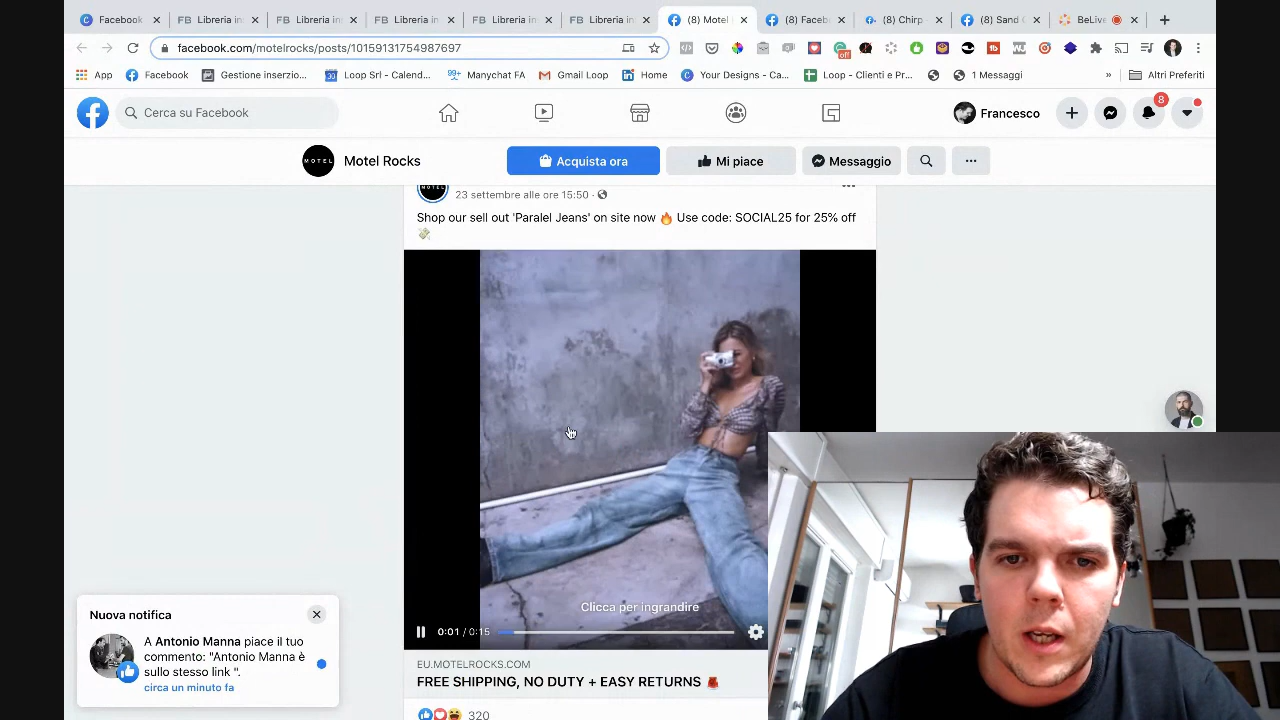 Facebook
Libreria in
Libreria in
Libreria in
Libreria in
Libreria in
(8) Motel
(8) Faceb
(8) Chirp
(8) Sand
BeLive
facebook.com/motelrocks/posts/10159131754987697
App
Facebook
Gestione inserzio...
Loop Srl - Calend...
99+ Manychat FA
Gmail Loop
Home
Your Designs - Ca...
Loop - Clienti e Pr...
1 Messaggi
»
Altri Preferiti
Cerca su Facebook
Francesco
8
MOTEL
Motel Rocks
Acquista ora
Mi piace
Messaggio
23 settembre alle ore 15:50
Shop our sell out 'Paralel Jeans' on site now 🔥 Use code: SOCIAL25 for 25% off
💸
Clicca per ingrandire
0:01 / 0:15
EU.MOTELROCKS.COM
FREE SHIPPING, NO DUTY + EASY RETURNS
320
Nuova notifica
A Antonio Manna piace il tuo
commento: "Antonio Manna è
sullo stesso link ".
circa un minuto fa